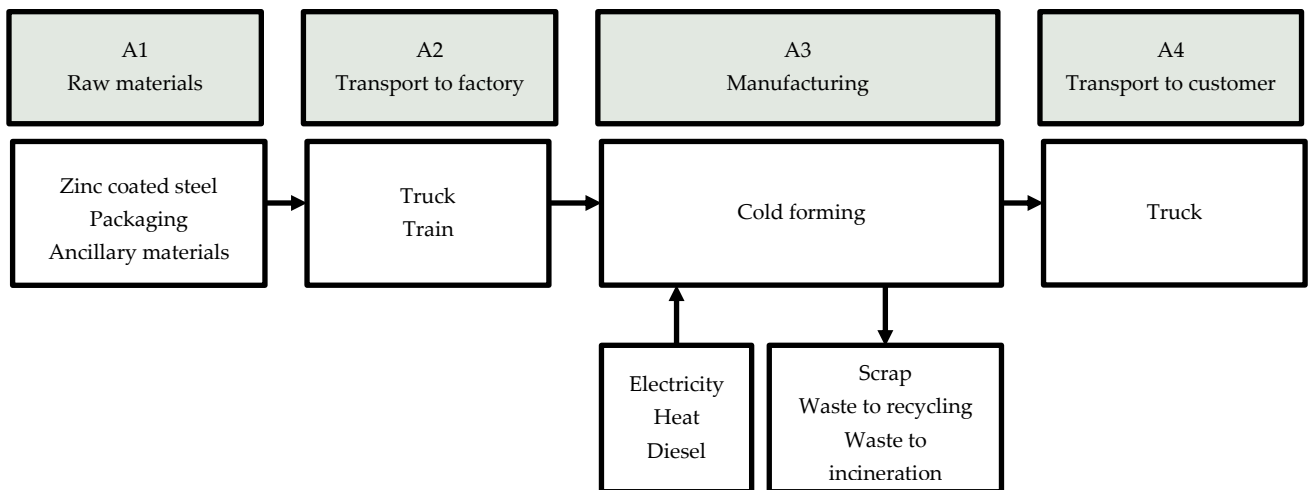 A1
Raw materials
A2
Transport to factory
A3
Manufacturing
A4
Transport to customer
Zinc coated steel
Packaging
Ancillary materials
Truck
Train
Cold forming
Truck
Electricity
Heat
Diesel
Scrap
Waste to recycling
Waste to
incineration